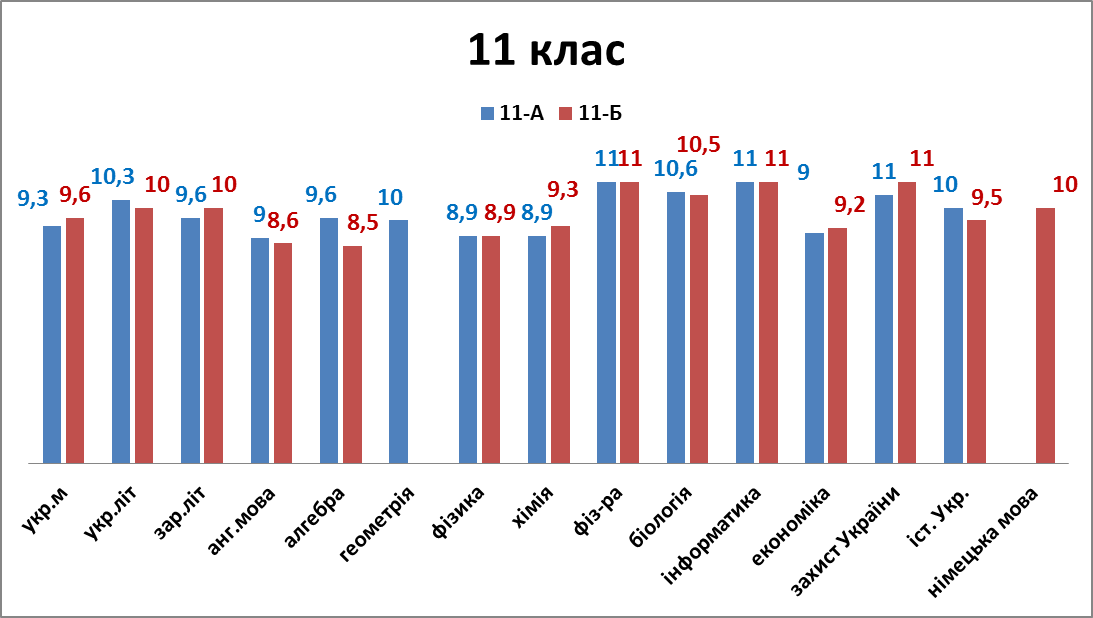 11 клас
11-А 11-Б
9,3 9,6 10,3 10 9,6 10 9 8,6 9,6 8,5 10 8,9 8,9 8,9 9,3 11 11 10,6 10,5 11 11 9 9,2 11 11 10 9,5 10
укр.м укр.літ зар.літ анг.мова алгебра геометрія фізика хімія фіз-ра біологія інформатика економіка захист України іст. Укр. німецька мова